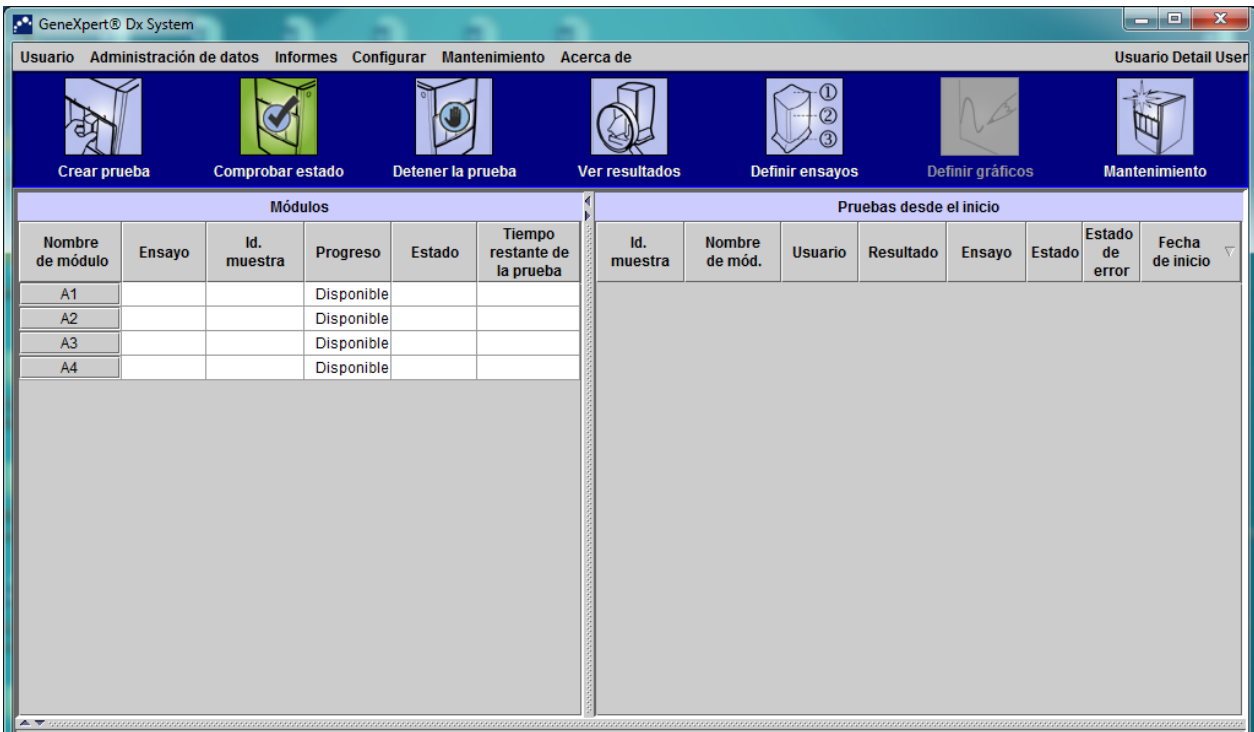 GeneXpert® Dx System
Usuario Administración de datos Informes Configurar Mantenimiento Acerca de Usuario Detail User
Crear prueba Comprobar estado Detener la prueba Ver resultados Definir ensayos Definir gráficos Mantenimiento
1
2
3
Módulos
Nombre de módulo Ensayo Id. muestra Progreso Estado Tiempo restante de la prueba
A1 Disponible
A2 Disponible
A3 Disponible
A4 Disponible
Pruebas desde el inicio
Id. muestra Nombre de mód. Usuario Resultado Ensayo Estado Estado de error Fecha de inicio